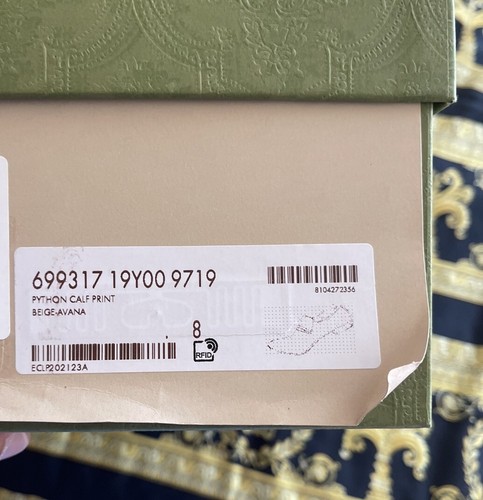 699317 19Y00 9719
PYTHON CALF PRINT
BEIGE-AVANA
8104272356
8
RFID
ECLP202123A